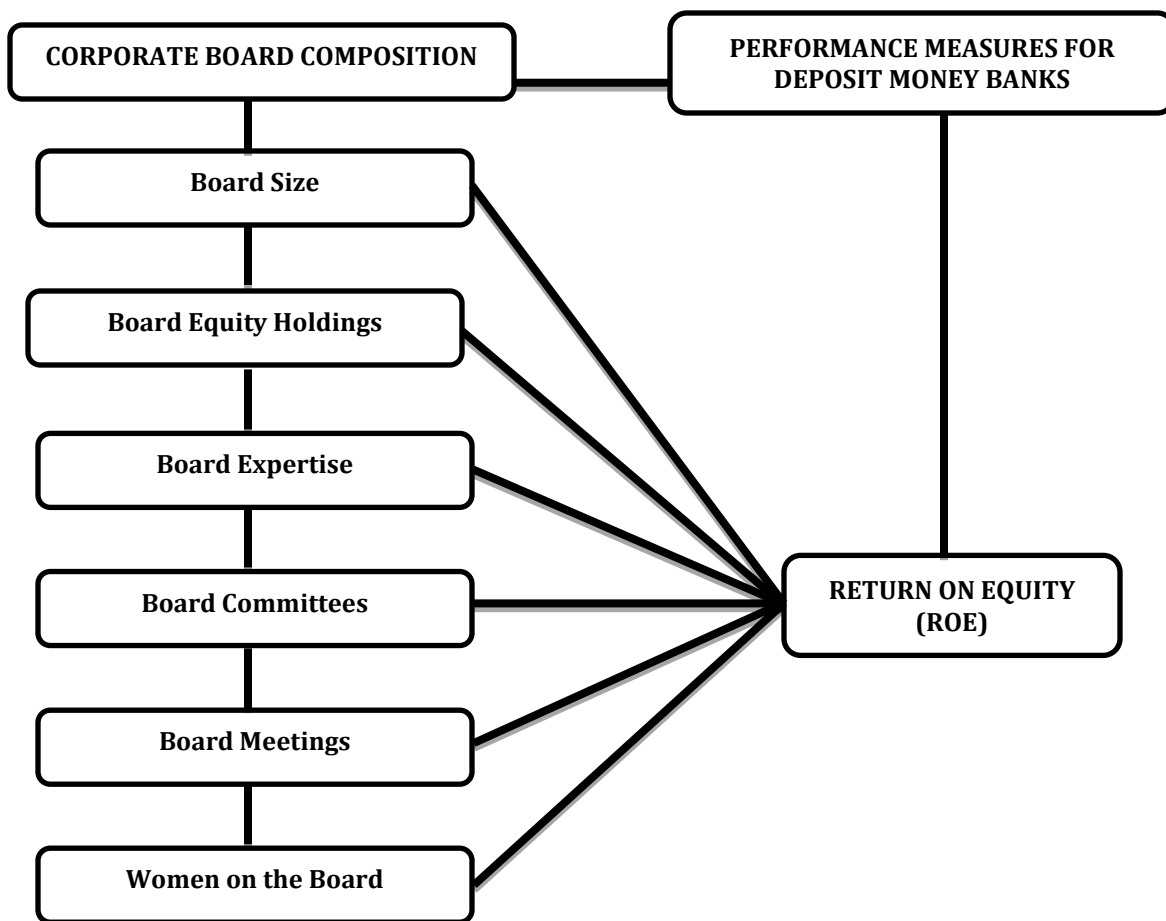 CORPORATE BOARD COMPOSITION
PERFORMANCE MEASURES FOR
DEPOSIT MONEY BANKS
Board Size
Board Equity Holdings
Board Expertise
Board Committees
RETURN ON EQUITY
(ROE)
Board Meetings
Women on the Board